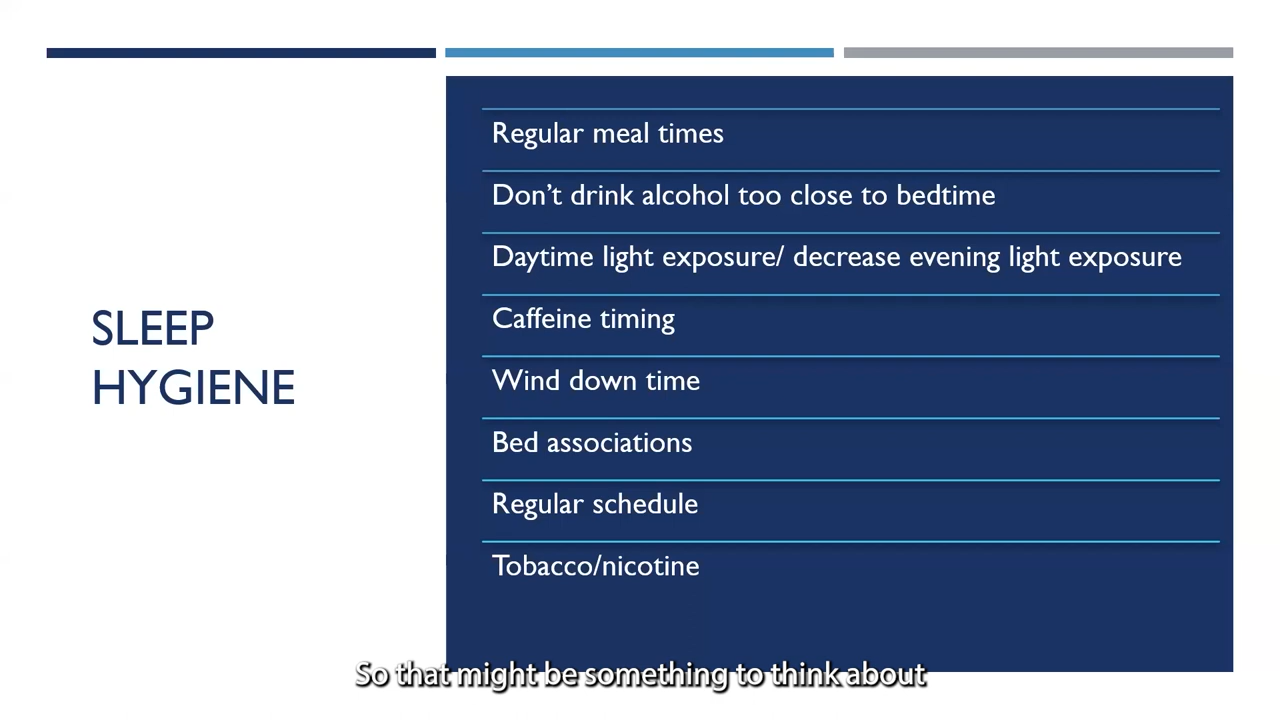 SLEEP
HYGIENE
Regular meal times
Don’t drink alcohol too close to bedtime
Daytime light exposure/ decrease evening light exposure
Caffeine timing
Wind down time
Bed associations
Regular schedule
Tobacco/nicotine
So that might be something to think about